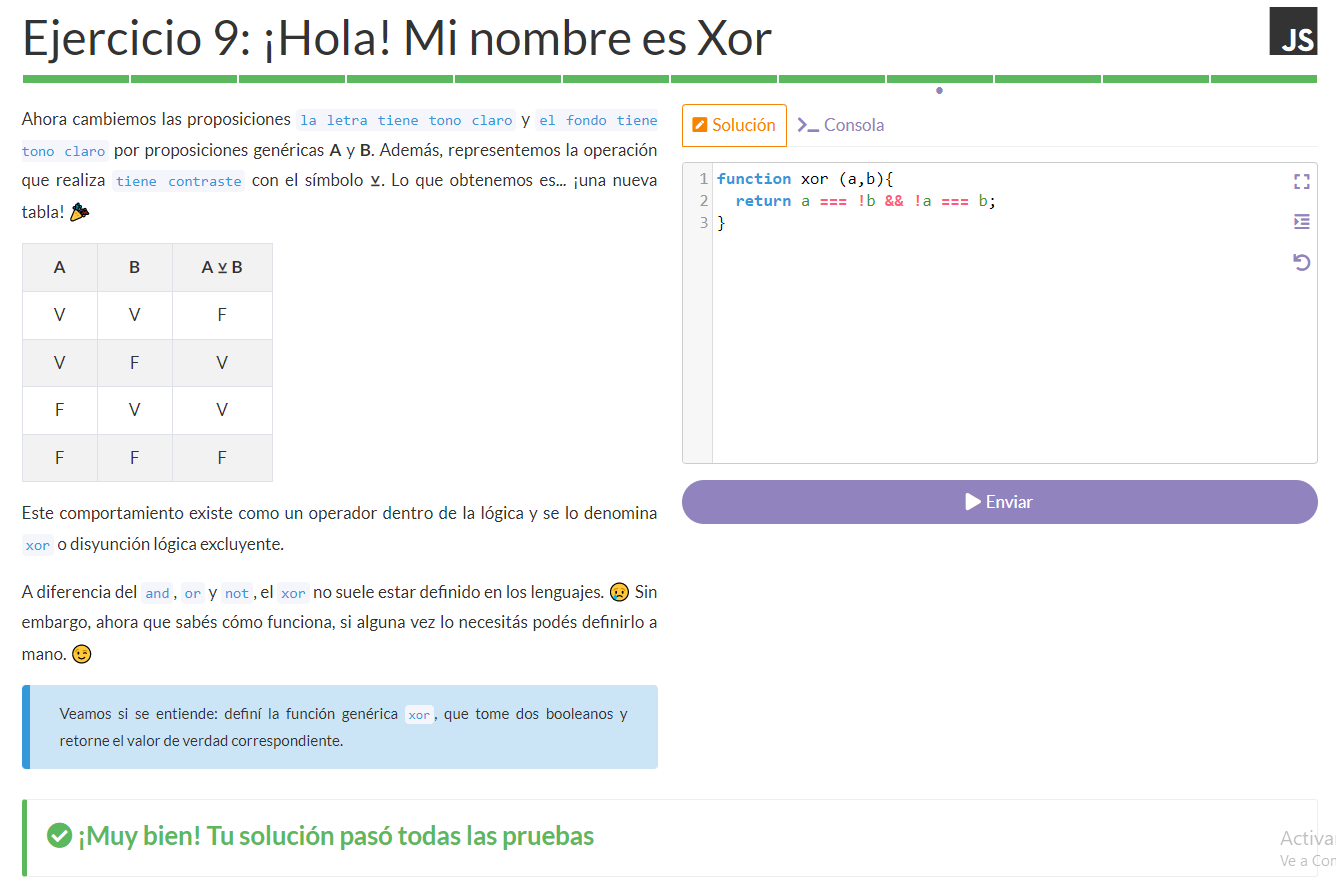 Ejercicio 9: ¡Hola! Mi nombre es Xor
JS
Ahora cambiemos las proposiciones la letra tiene tono claro y el fondo tiene
tono claro por proposiciones genéricas A y B. Además, representemos la operación
que realiza tiene contraste con el símbolo ⊻. Lo que obtenemos es... ¡una nueva
tabla! 🎉
A B A ⊻ B
V V F
V F V
F V V
F F F
Este comportamiento existe como un operador dentro de la lógica y se lo denomina
xor o disyunción lógica excluyente.
A diferencia del and, or y not, el xor no suele estar definido en los lenguajes. 😢 Sin
embargo, ahora que sabés cómo funciona, si alguna vez lo necesitás podés definirlo a
mano. 😉
Veamos si se entiende: definí la función genérica xor, que tome dos booleanos y
retorne el valor de verdad correspondiente.
Solución
Consola
1 function xor (a,b){
2 return a === !b && !a === b;
3 }
Enviar
¡Muy bien! Tu solución pasó todas las pruebas